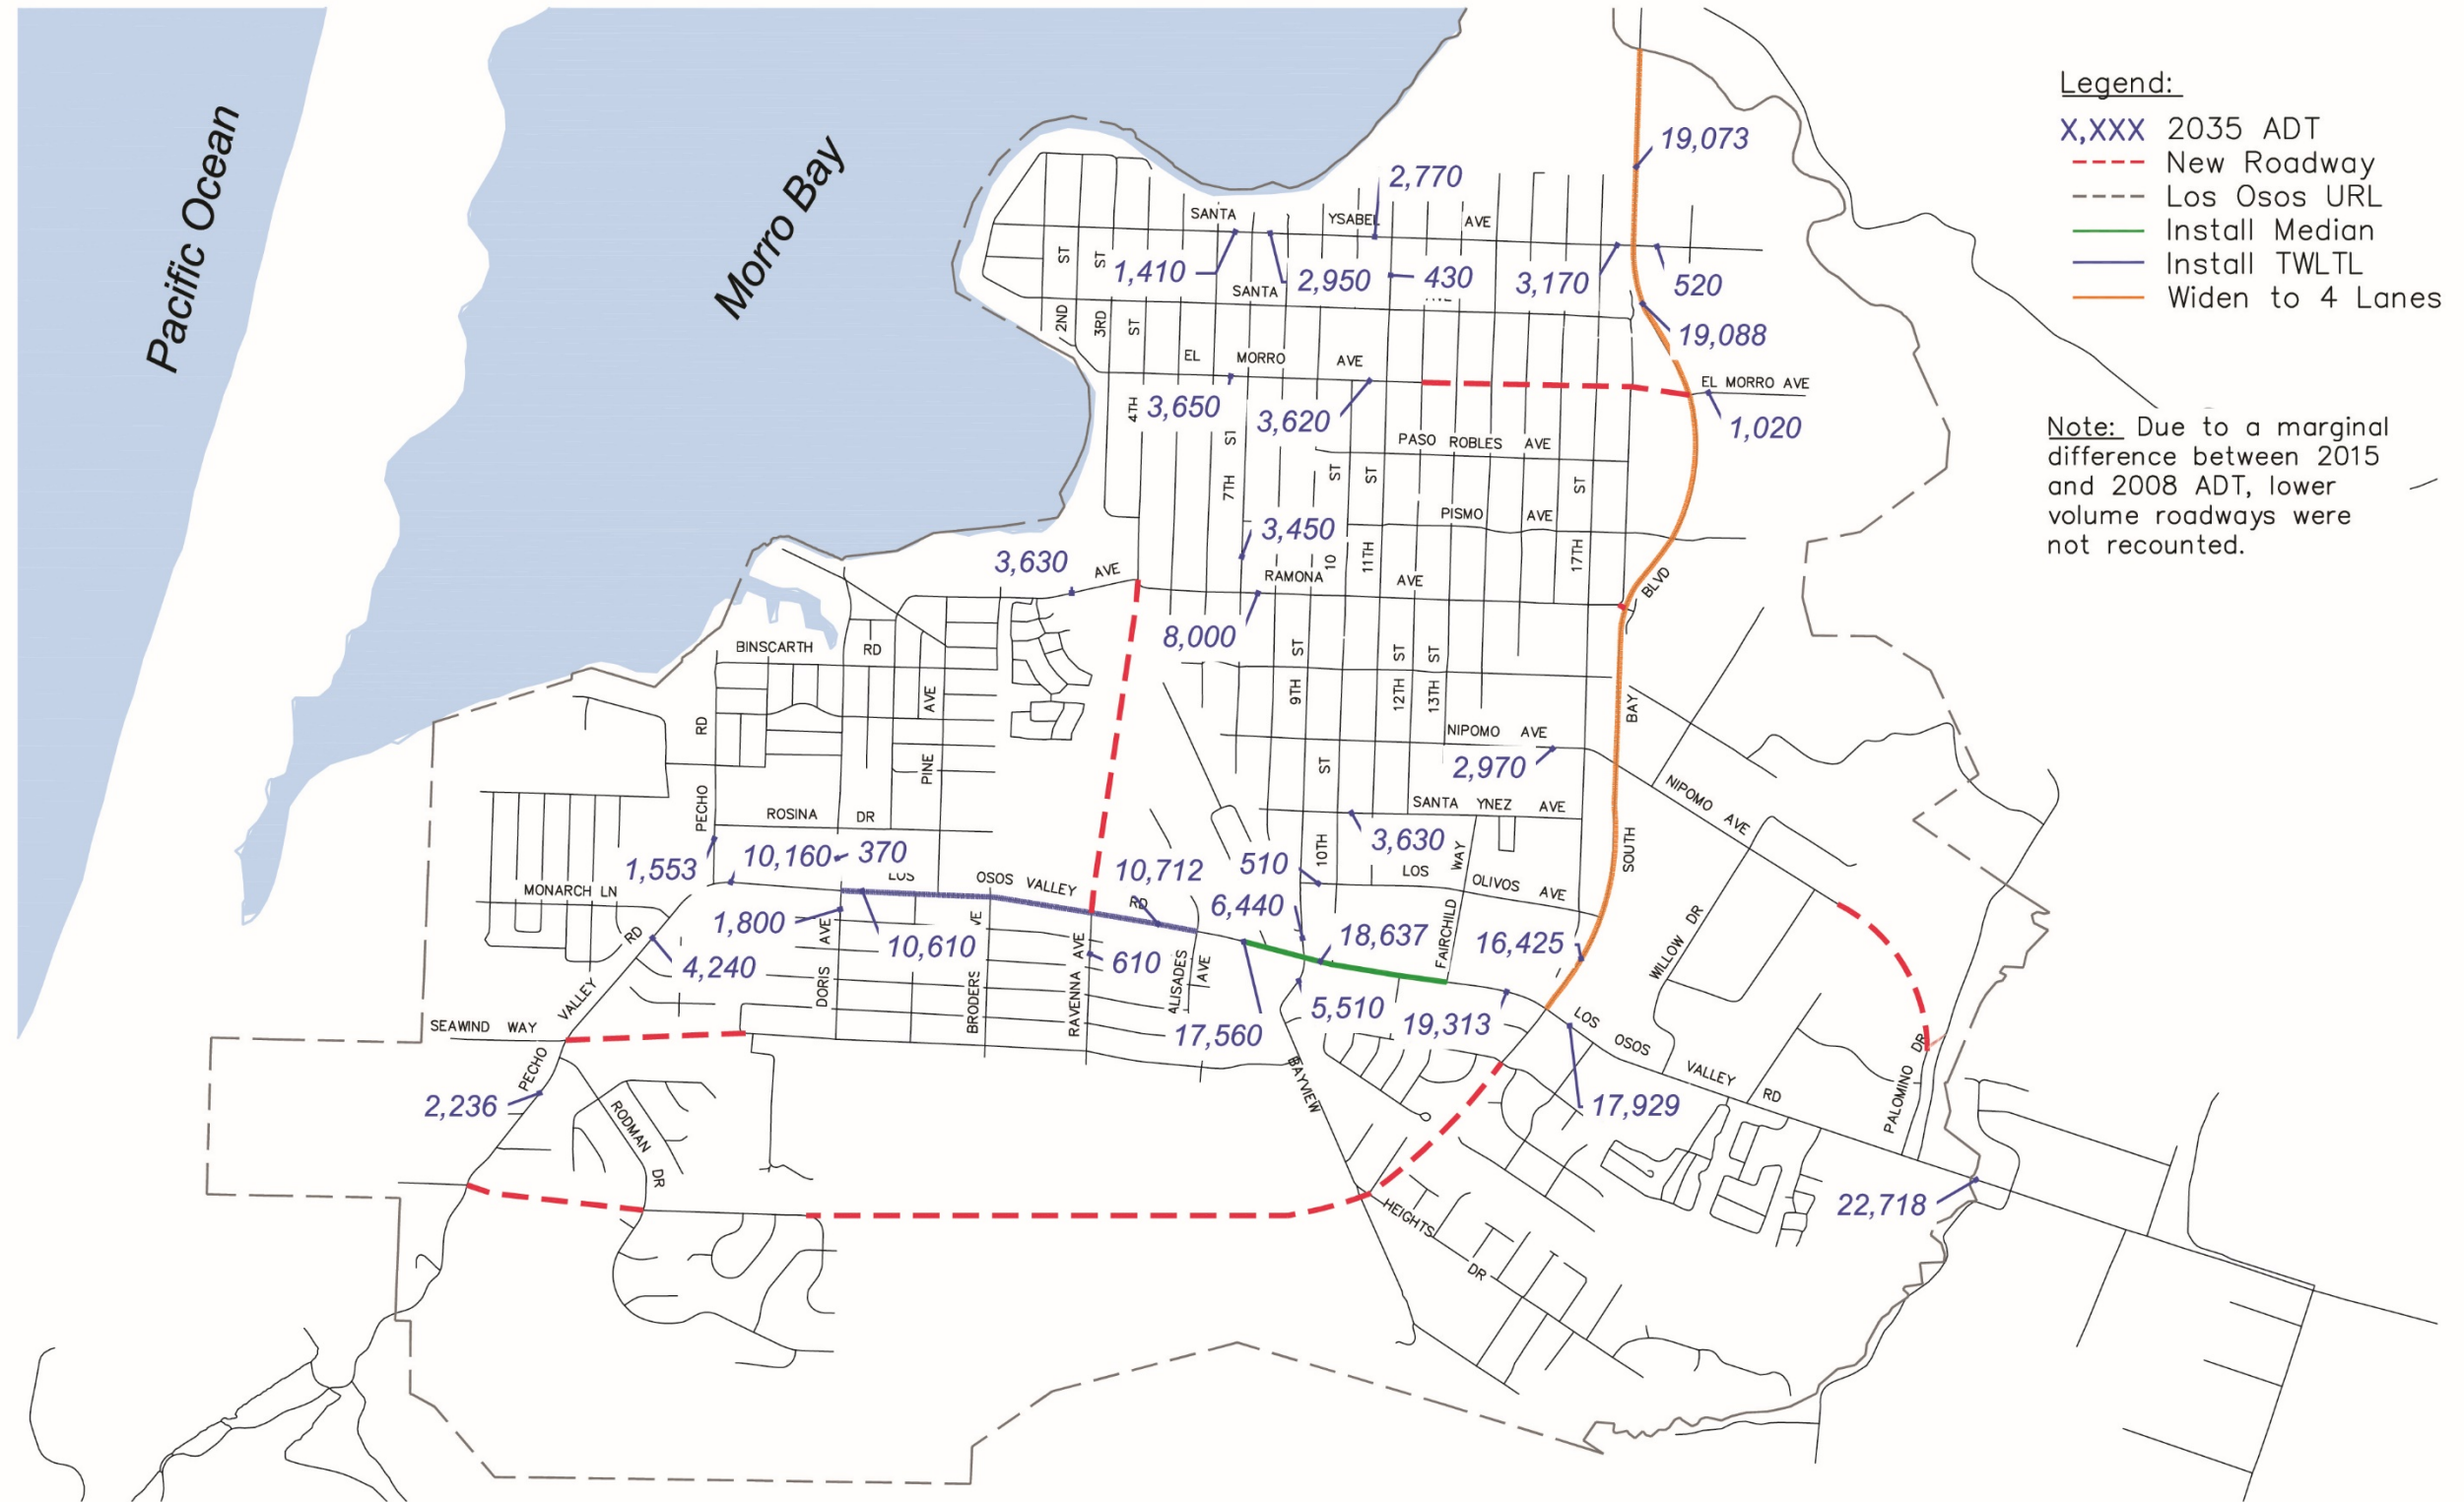 Pacific Ocean
Morro Bay
Legend:
X,XXX 2035 ADT
New Roadway
Los Osos URL
Install Median
Install TWLTL
Widen to 4 Lanes
Note: Due to a marginal
difference between 2015
and 2008 ADT, lower
volume roadways were
not recounted.
19,073
2,770
SANTA YSABEL AVE
1,410
2,950
430
3,170
520
ST
ST
SANTA
2ND
3RD
ST
19,088
EL MORRO AVE
EL MORRO AVE
4TH
3,650
3,620
1,020
ST
PASO ROBLES AVE
7TH
ST
ST
ST
PISMO AVE
3,450
10
11TH
17TH
3,630
AVE
RAMONA AVE
BLVD
8,000
BINSCARTH RD
ST
ST
ST
9TH
12TH
13TH
AVE
RD
BAY
NIPOMO AVE
2,970
ST
PINE
PECHO
NIPOMO AVE
SANTA YNEZ AVE
ROSINA DR
3,630
10TH
WAY
SOUTH
1,553
10,160
370
10,712
510
LOS OLIVOS AVE
MONARCH LN
LOS OSOS VALLEY RD
6,440
1,800
AVE
10,610
VE
AVE
610
18,637
FAIRCHILD
16,425
WILLOW DR
RD
4,240
DORIS
BRODERS
RAVENNA
ALISADES
AVE
VALLEY
5,510
19,313
17,560
SEAWIND WAY
LOS OSOS VALLEY RD
PECHO
BAYVIEW
DR
PALOMINO
2,236
17,929
RODMAN DR
HEIGHTS DR
22,718